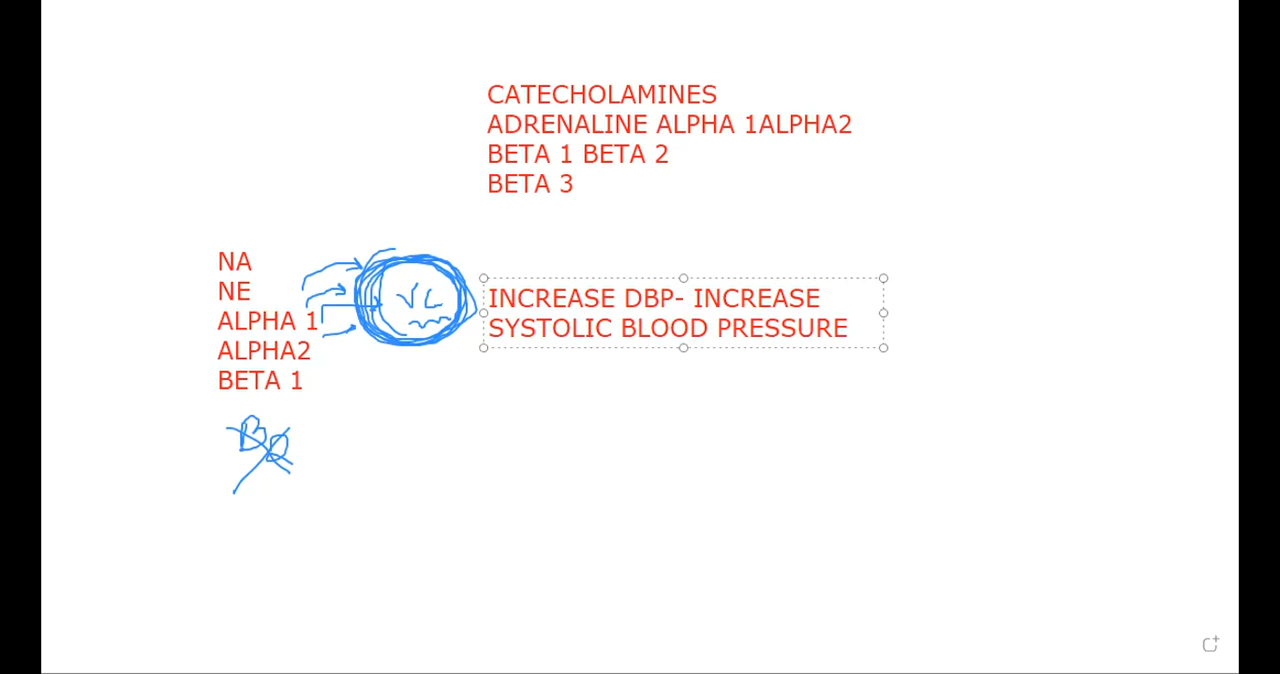 CATECHOLAMINES
ADRENALINE ALPHA 1ALPHA2
BETA 1 BETA 2
BETA 3
NA
NE
ALPHA 1
ALPHA2
BETA 1
VC
INCREASE DBP- INCREASE
SYSTOLIC BLOOD PRESSURE